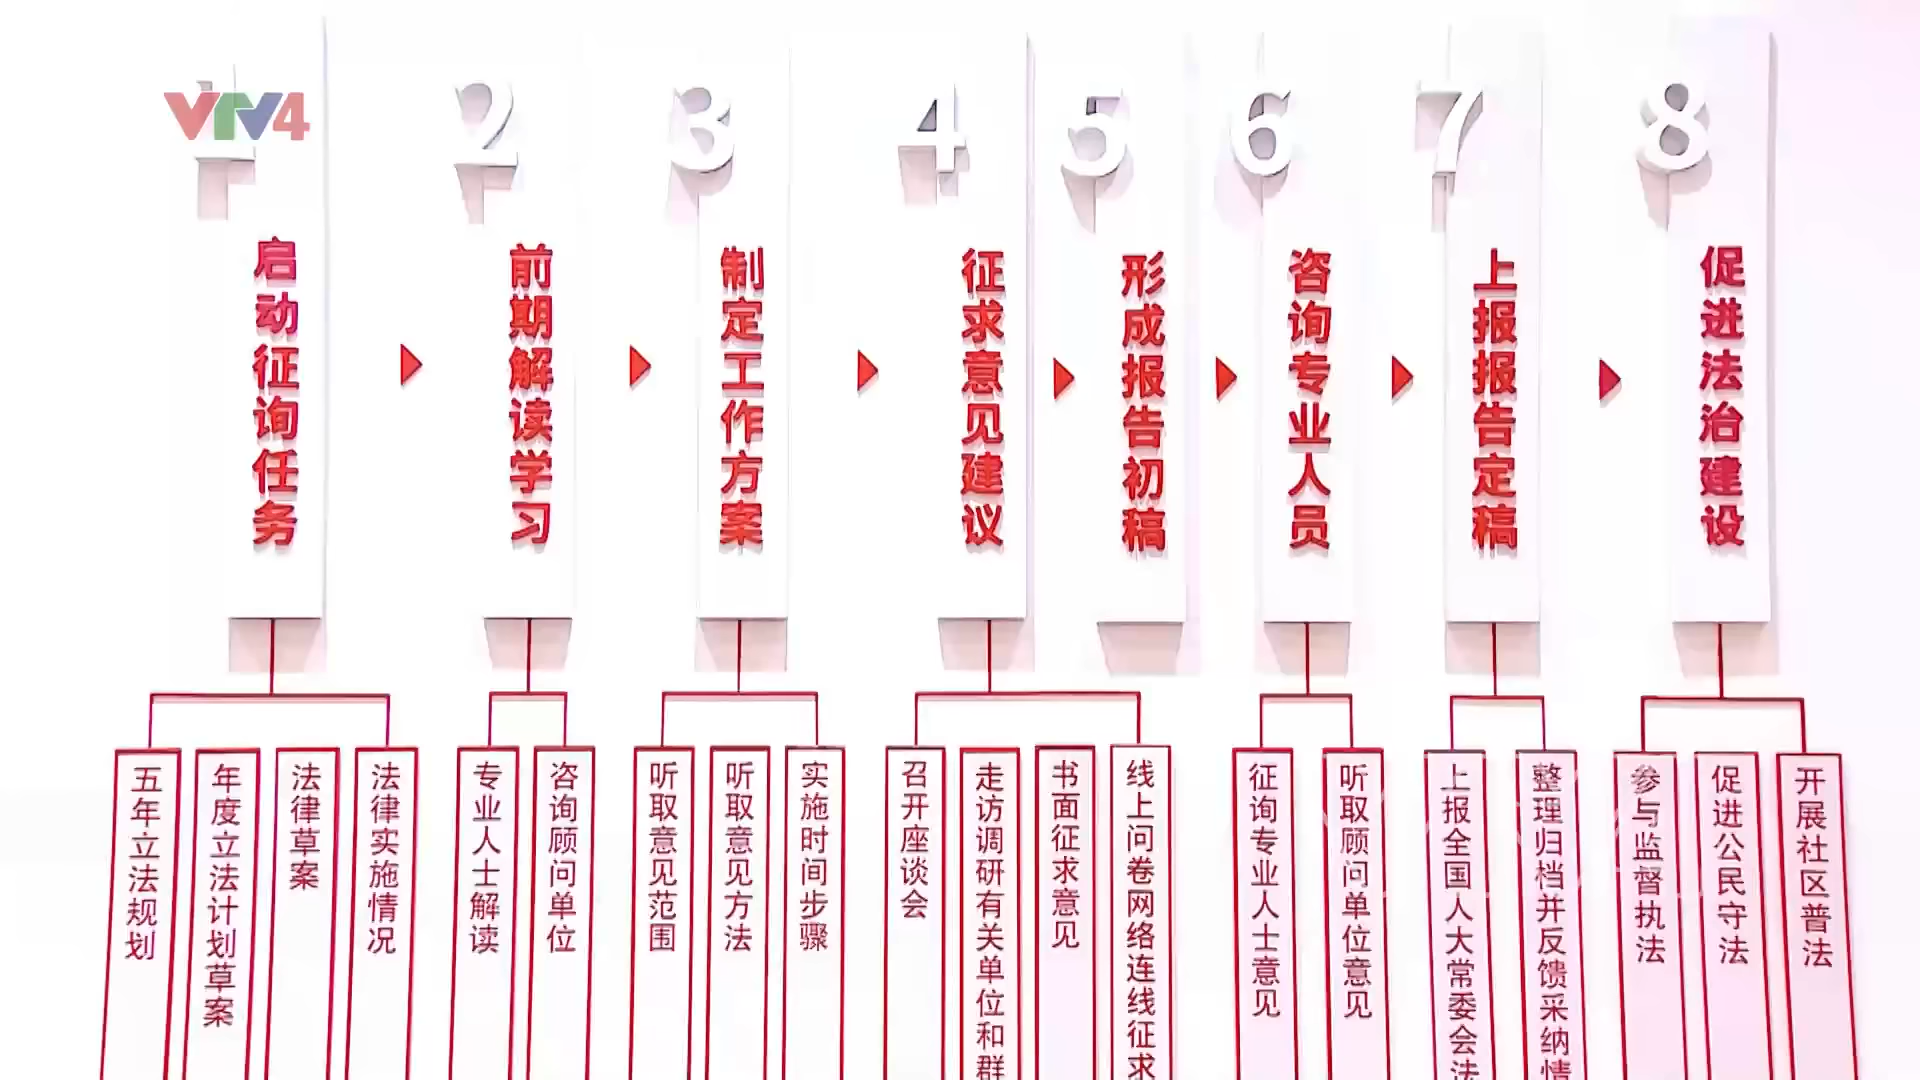 VTV4
1
启动征询任务
五年立法规划
年度立法计划草案
法律草案
法律实施情况
2
前期解读学习
专业人士解读
咨询顾问单位
3
制定工作方案
听取意见范围
听取意见方法
实施时间步骤
4
征求意见建议
召开座谈会
走访调研有关单位和群
书面征求意见
线上问卷网络连线征求
5
形成报告初稿
6
咨询专业人员
征询专业人士意见
听取顾问单位意见
7
上报报告定稿
上报全国人大常委会法
整理归档并反馈采纳情
8
促进法治建设
参与监督执法
促进公民守法
开展社区普法